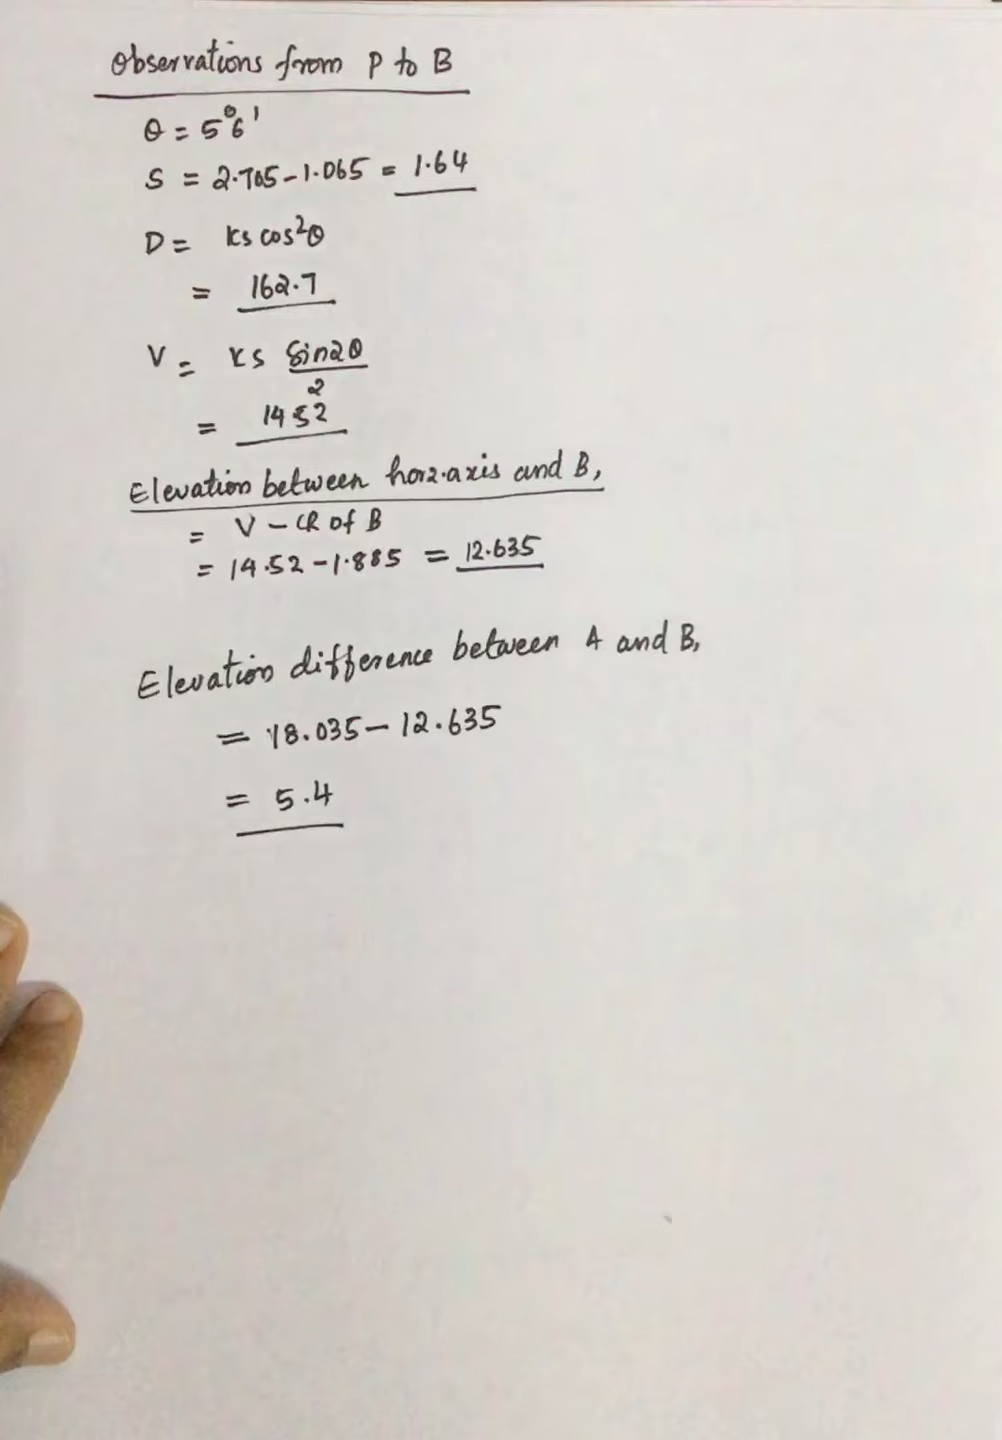 Observations from P to B
θ = 5°6'
S = 2.705-1.065 = 1.64
D = ks cos²θ
= 162.7
V = ks sin2θ
2
= 14.52
Elevation between horz.axis and B,
= V - CR of B
= 14.52 - 1.885 = 12.635
Elevation difference between A and B,
= 18.035 - 12.635
= 5.4